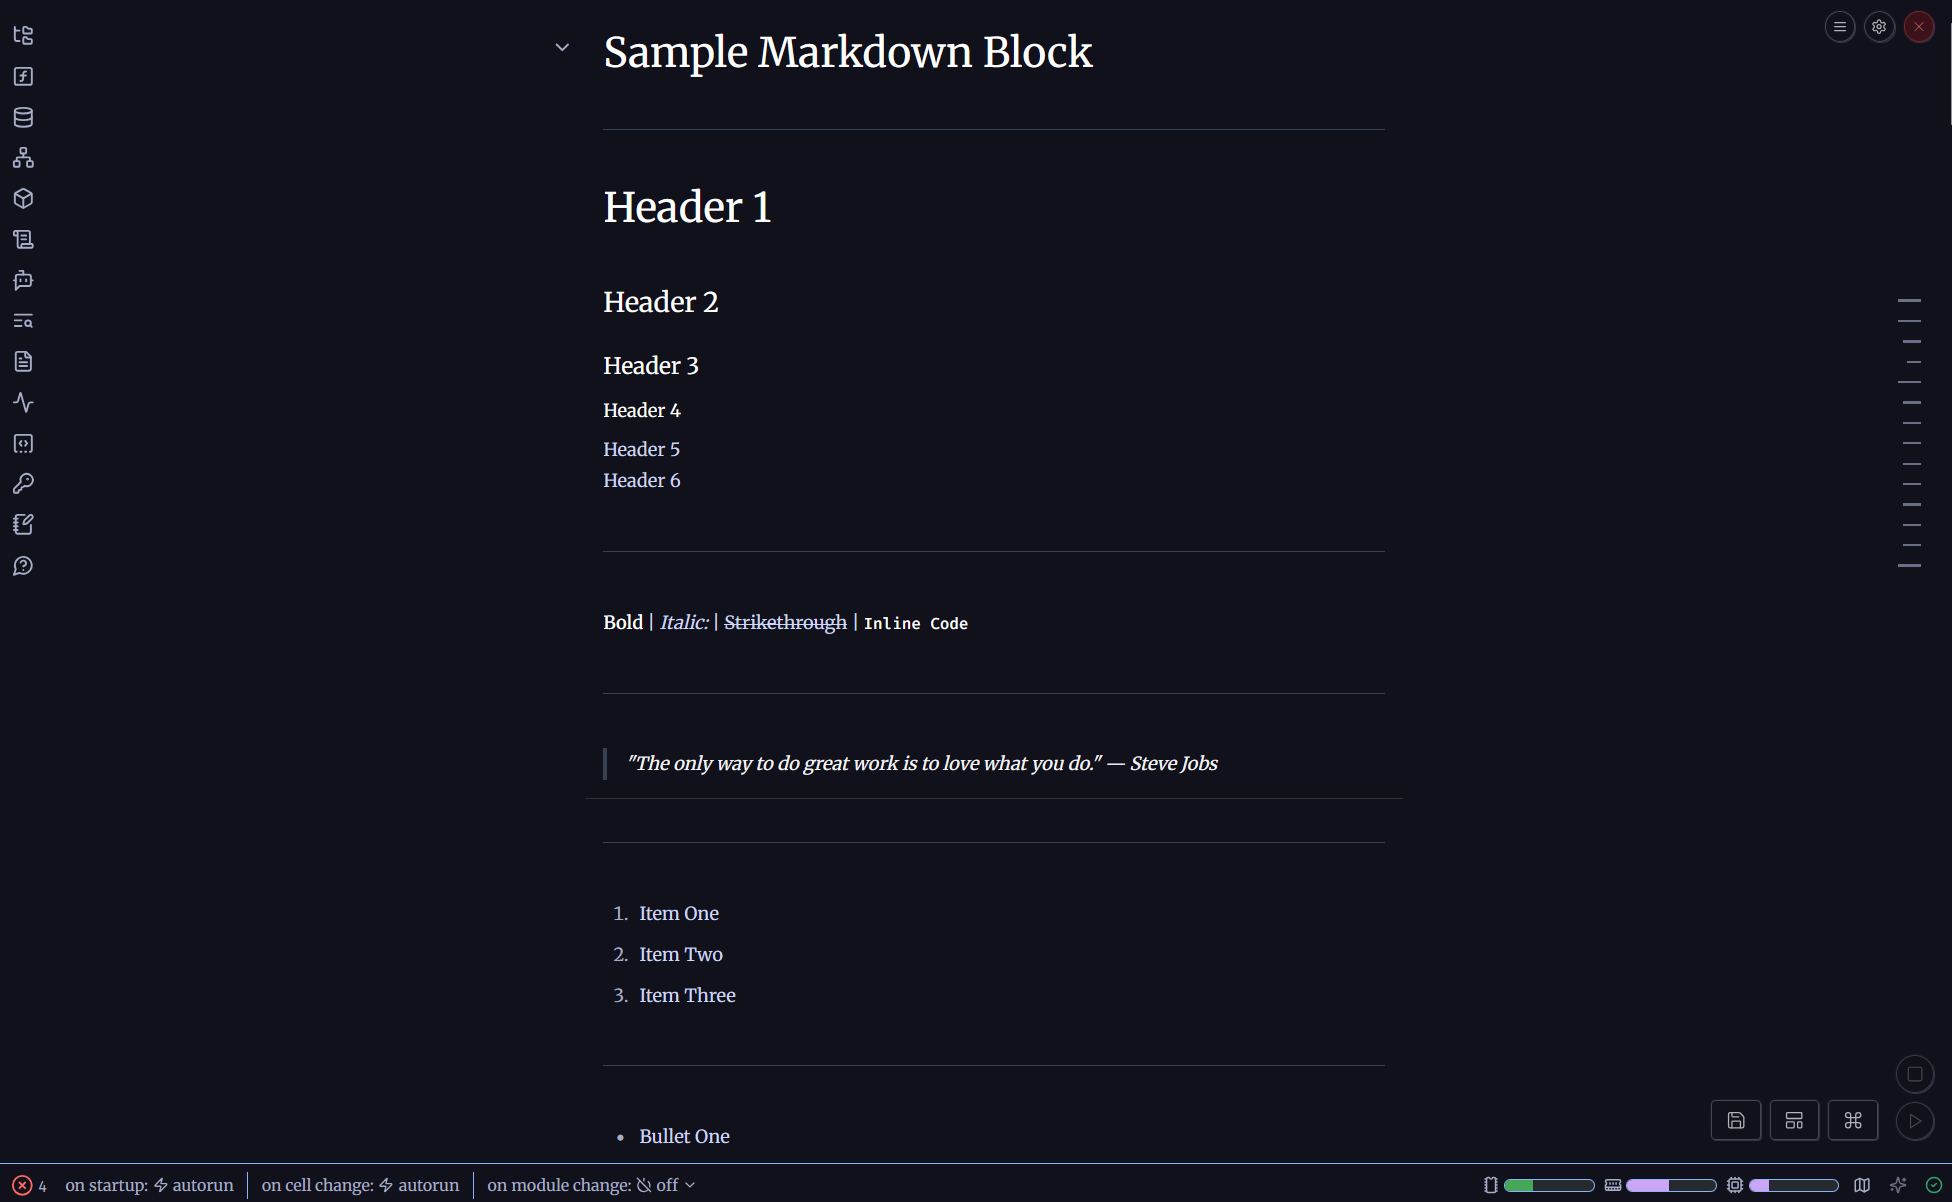 Sample Markdown Block
Header 1
Header 2
Header 3
Header 4
Header 5
Header 6
Bold | Italic: | Strikethrough | Inline Code
"The only way to do great work is to love what you do." — Steve Jobs
1. Item One
2. Item Two
3. Item Three
• Bullet One
4 on startup: autorun on cell change: autorun on module change: off